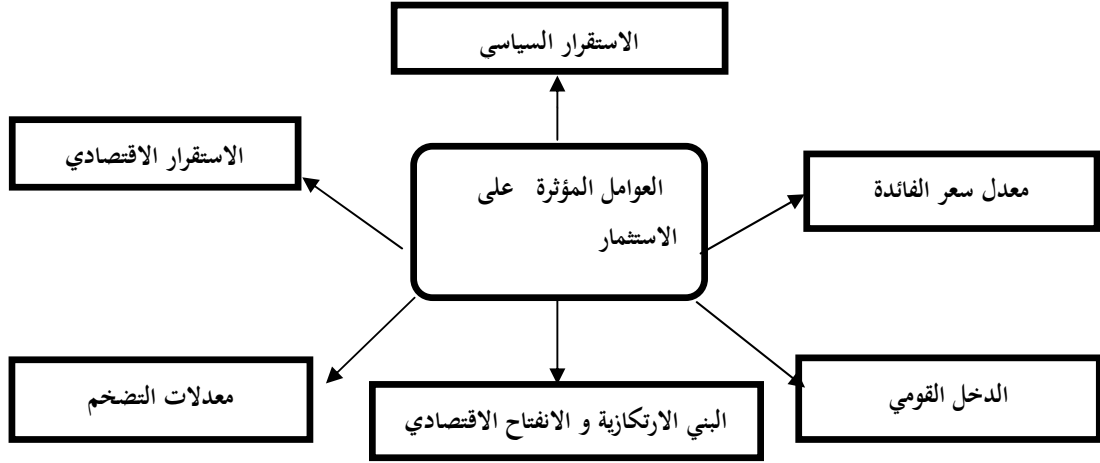 الاستقرار السياسي
الاستقرار الاقتصادي
العوامل المؤثرة على
الاستثمار
معدل سعر الفائدة
معدلات التضخم
البني الارتكازية و الانفتاح الاقتصادي
الدخل القومي